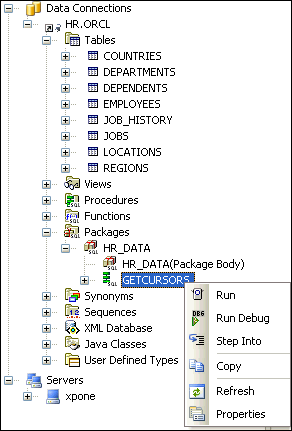 Data Connections
HR.ORCL
Tables
COUNTRIES
DEPARTMENTS
DEPENDENTS
EMPLOYEES
JOB_HISTORY
JOBS
LOCATIONS
REGIONS
Views
Procedures
Functions
Packages
HR_DATA
HR_DATA(Package Body)
GETCURSORS
Synonyms
Sequences
XML Database
Java Classes
User Defined Types
Servers
xpone
Run
DBG Run Debug
Step Into
Copy
Refresh
Properties